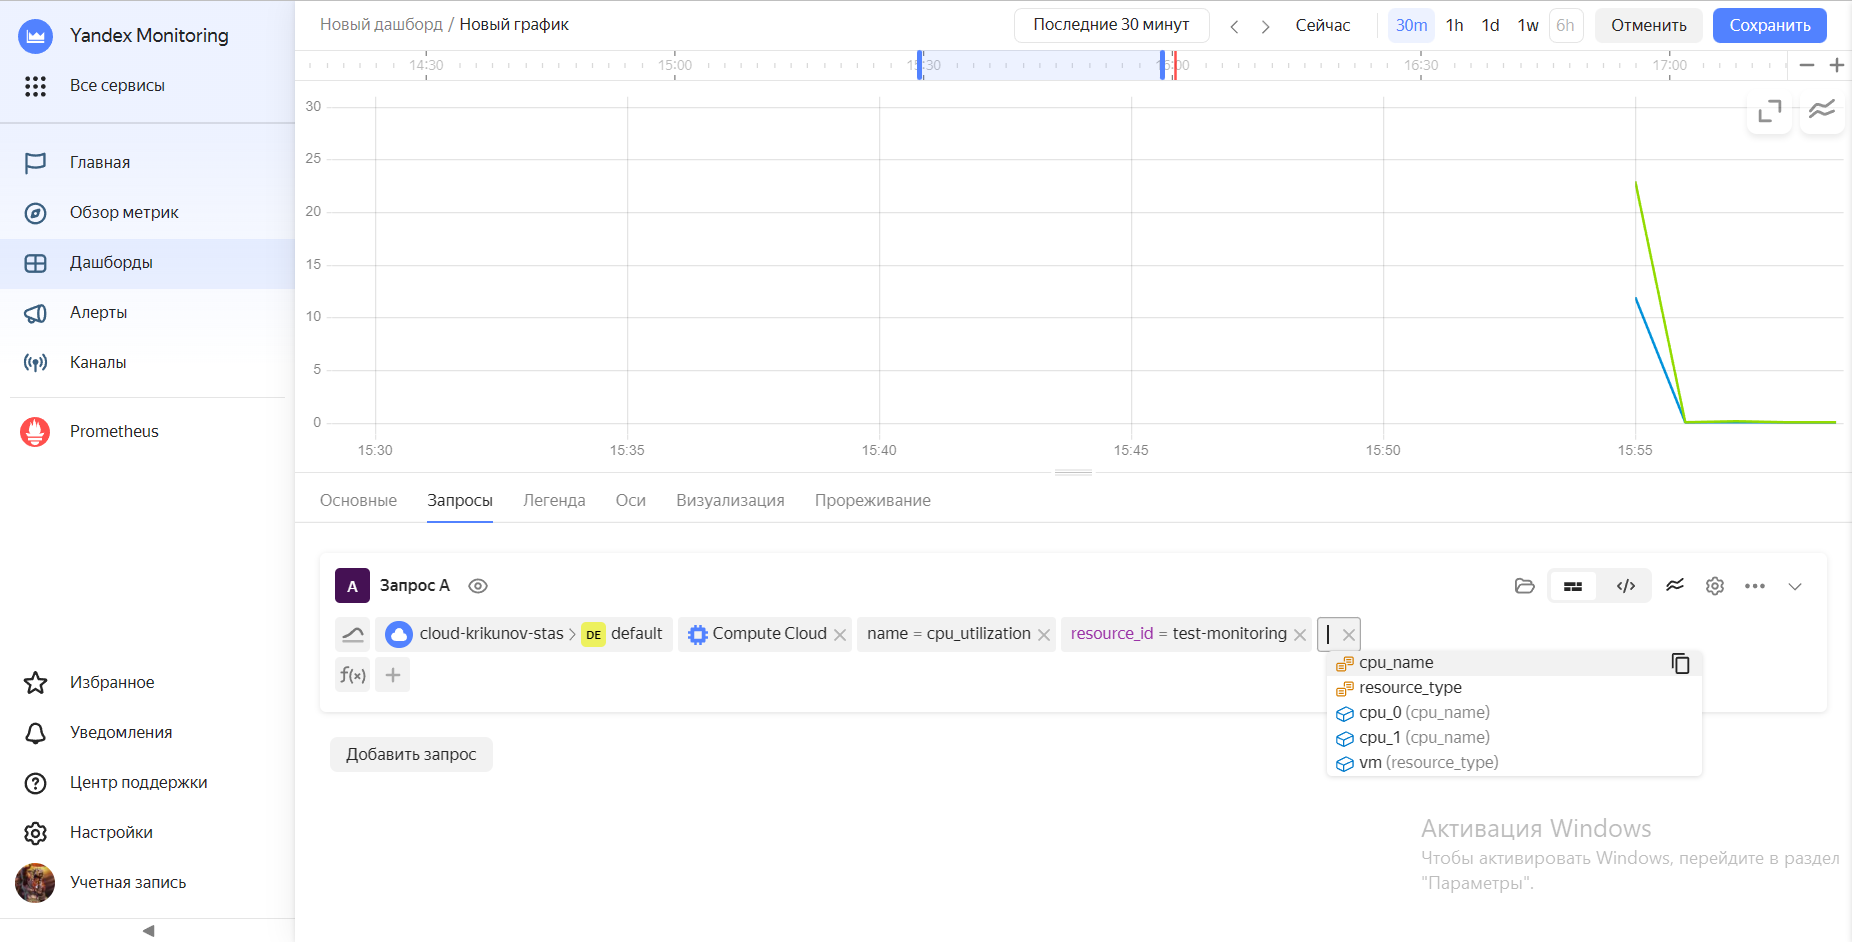 Yandex Monitoring
Все сервисы
Главная
Обзор метрик
Дашборды
Алерты
Каналы
Prometheus
Избранное
Уведомления
Центр поддержки
Настройки
Учетная запись
Новый дашборд / Новый график
Последние 30 минут
Сейчас
30m 1h 1d 1w 6h
Отменить
Сохранить
14:30 15:00 15:30 16:00 16:30 17:00
30
25
20
15
10
5
0
15:30 15:35 15:40 15:45 15:50 15:55
Основные Запросы Легенда Оси Визуализация Прореживание
A Запрос A
cloud-krikunov-stas > DE default Compute Cloud name = cpu_utilization resource_id = test-monitoring
f(x) +
cpu_name
resource_type
cpu_0 (cpu_name)
cpu_1 (cpu_name)
vm (resource_type)
Добавить запрос
Активация Windows
Чтобы активировать Windows, перейдите в раздел
"Параметры".